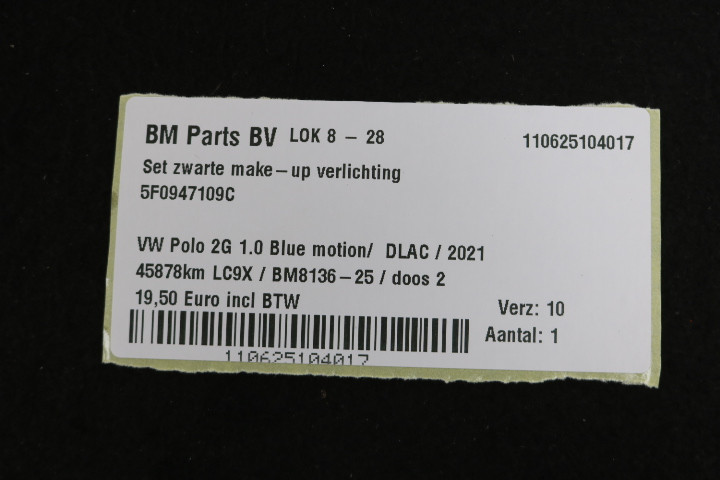 BM Parts BV LOK 8 - 28 110625104017
Set zwarte make-up verlichting
5F0947109C
VW Polo 2G 1.0 Blue motion/ DLAC / 2021
45878km LC9X / BM8136-25 / doos 2
19,50 Euro incl BTW
Verz: 10
Aantal: 1
110625104017